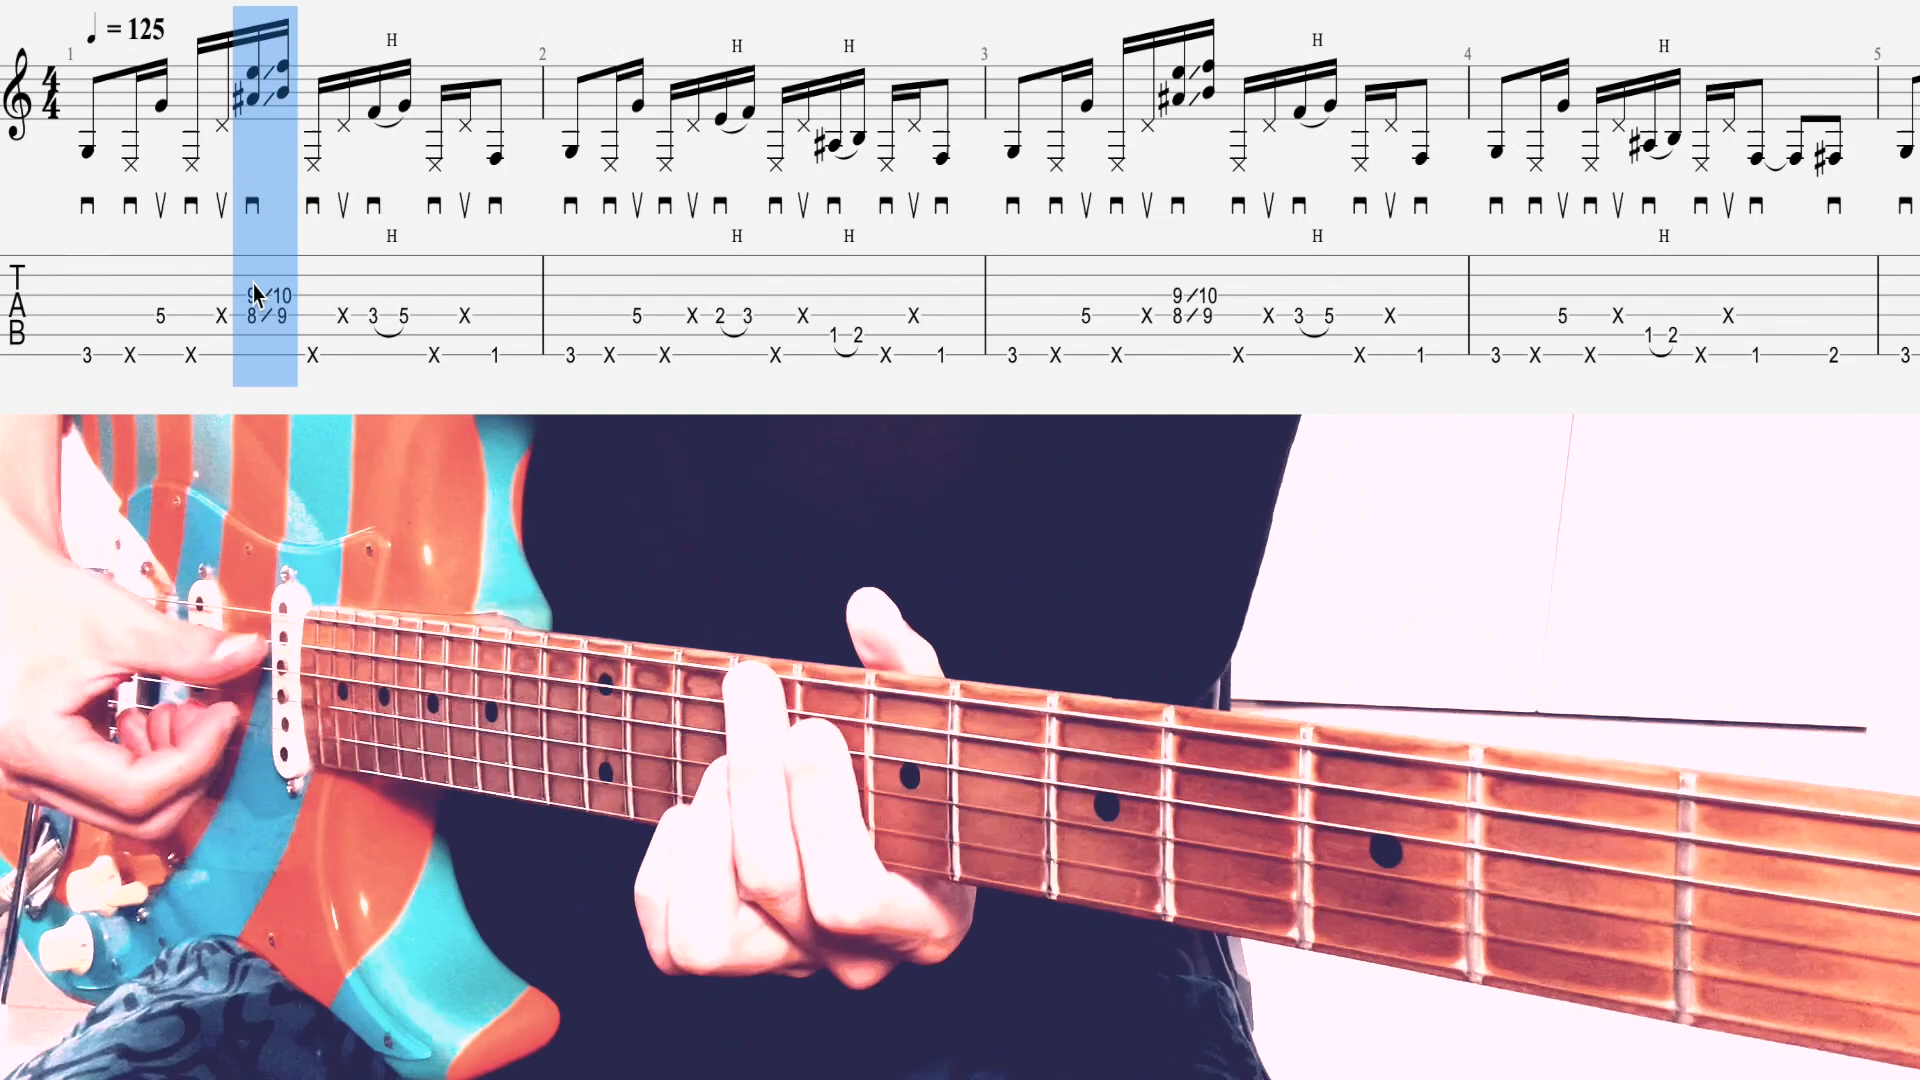 ♩ = 125
1 H 2 H H 3 H 4 H 5
4
4
H H H H H
T
A
B
9/10 9/10
5 X 8/9 X 3 5 X 5 X 2 3 X X 5 X 8/9 X 3 5 X 5 X X
1 2 1 2
3 X X X X 1 3 X X X X 1 3 X X X X 1 3 X X X 1 2 3